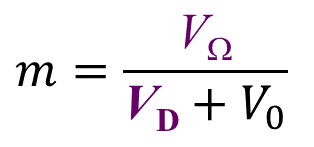 m = V_Ω / (V_D + V_0)